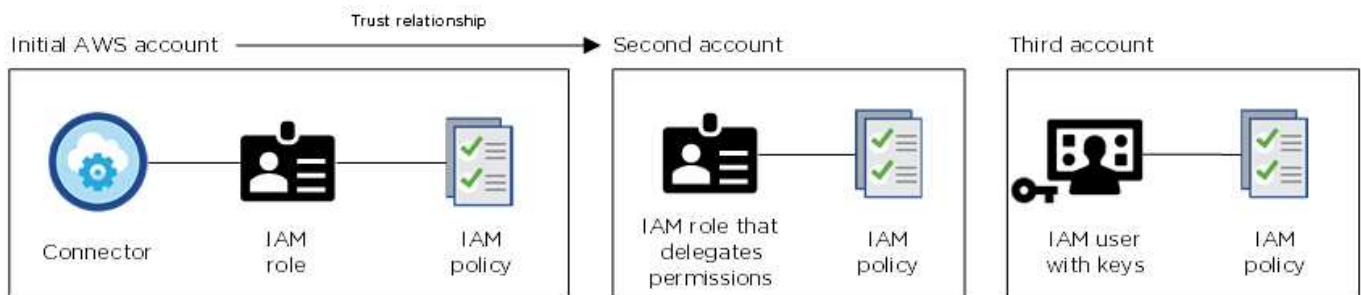 Trust relationship
Initial AWS account
Second account
Third account
Connector
IAM
role
IAM
policy
IAM role that
delegates
permissions
IAM
policy
IAM user
with keys
IAM
policy